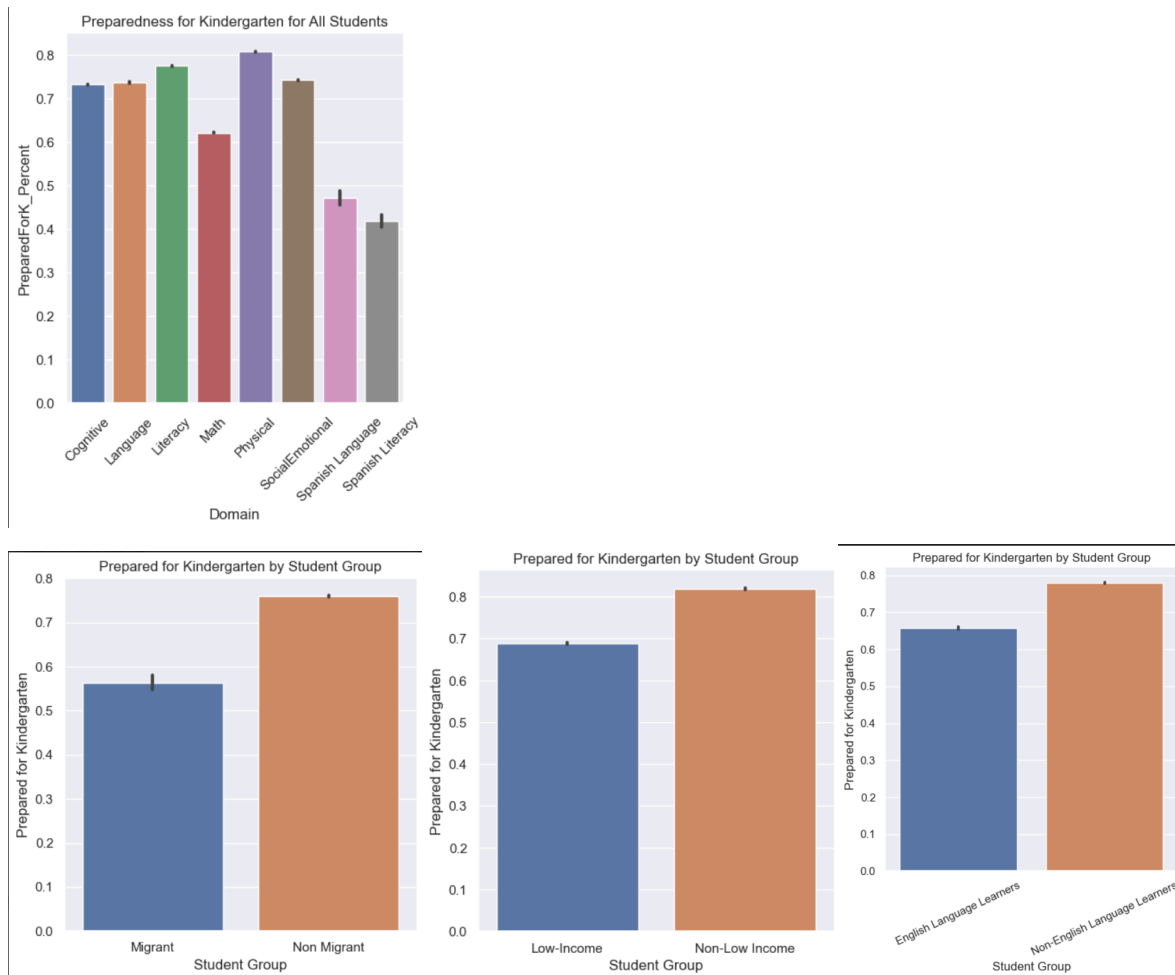 Preparedness for Kindergarten for All Students
PreparedForK_Percent
0.8
0.7
0.6
0.5
0.4
0.3
0.2
0.1
0.0
Cognitive
Language
Literacy
Math
Physical
SocialEmotional
Spanish Language
Spanish Literacy
Domain
Prepared for Kindergarten by Student Group
Prepared for Kindergarten
0.8
0.7
0.6
0.5
0.4
0.3
0.2
0.1
0.0
Migrant
Non Migrant
Student Group
Prepared for Kindergarten by Student Group
Prepared for Kindergarten
0.8
0.7
0.6
0.5
0.4
0.3
0.2
0.1
0.0
Low-Income
Non-Low Income
Student Group
Prepared for Kindergarten by Student Group
Prepared for Kindergarten
0.8
0.7
0.6
0.5
0.4
0.3
0.2
0.1
0.0
English Language Learners
Non-English Language Learners
Student Group